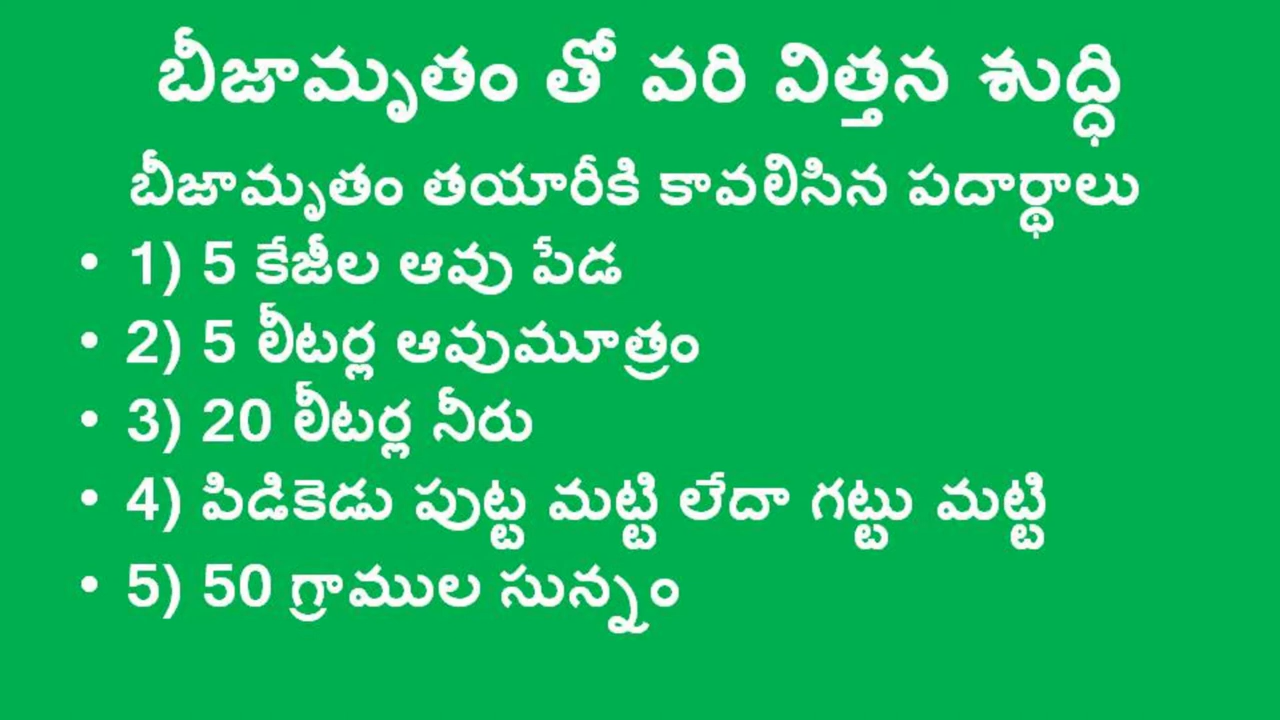 బీజామృతం తో వరి విత్తన శుద్ధి
బీజామృతం తయారీకి కావలిసిన పదార్థాలు
• 1) 5 కేజీల ఆవు పేడ
• 2) 5 లీటర్ల ఆవుమూత్రం
• 3) 20 లీటర్ల నీరు
• 4) పిడికెడు పుట్ట మట్టి లేదా గట్టు మట్టి
• 5) 50 గ్రాముల సున్నం